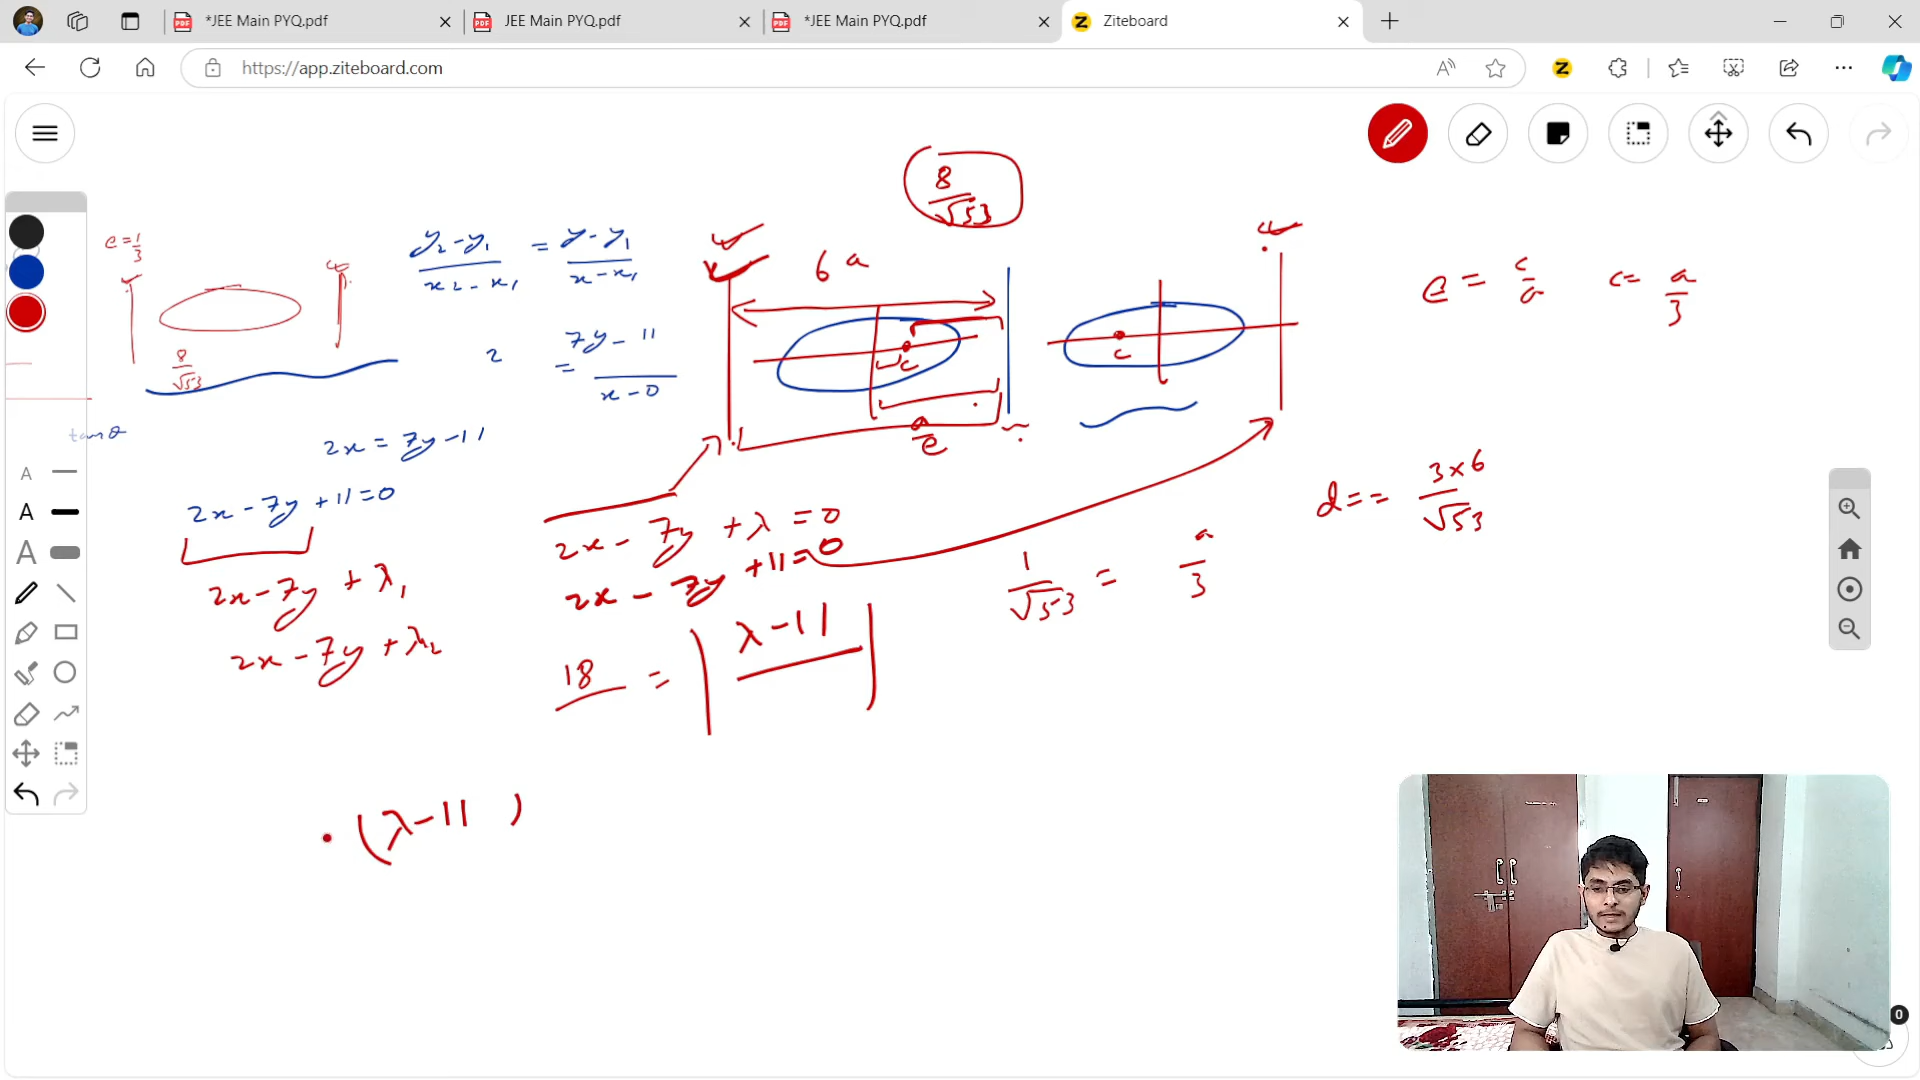 *JEE Main PYQ.pdf
JEE Main PYQ.pdf
*JEE Main PYQ.pdf
Ziteboard
https://app.ziteboard.com
8/√53
e = 1/3
8/√53
tan θ
(y₂ - y₁)/(x₂ - x₁) = (y - y₁)/(x - x₁)
2 = (7y - 11)/(x - 0)
2x = 7y - 11
2x - 7y + 11 = 0
2x - 7y + λ₁
2x - 7y + λ₂
6 a
c
a/e
c
e = c/a c = a/3
d = = 3×6/√53
2x - 7y + λ = 0
2x - 7y + 11 = 0
1/√53 = a/3
18 = | λ - 11 |
(λ - 11 )
A
A
A
0